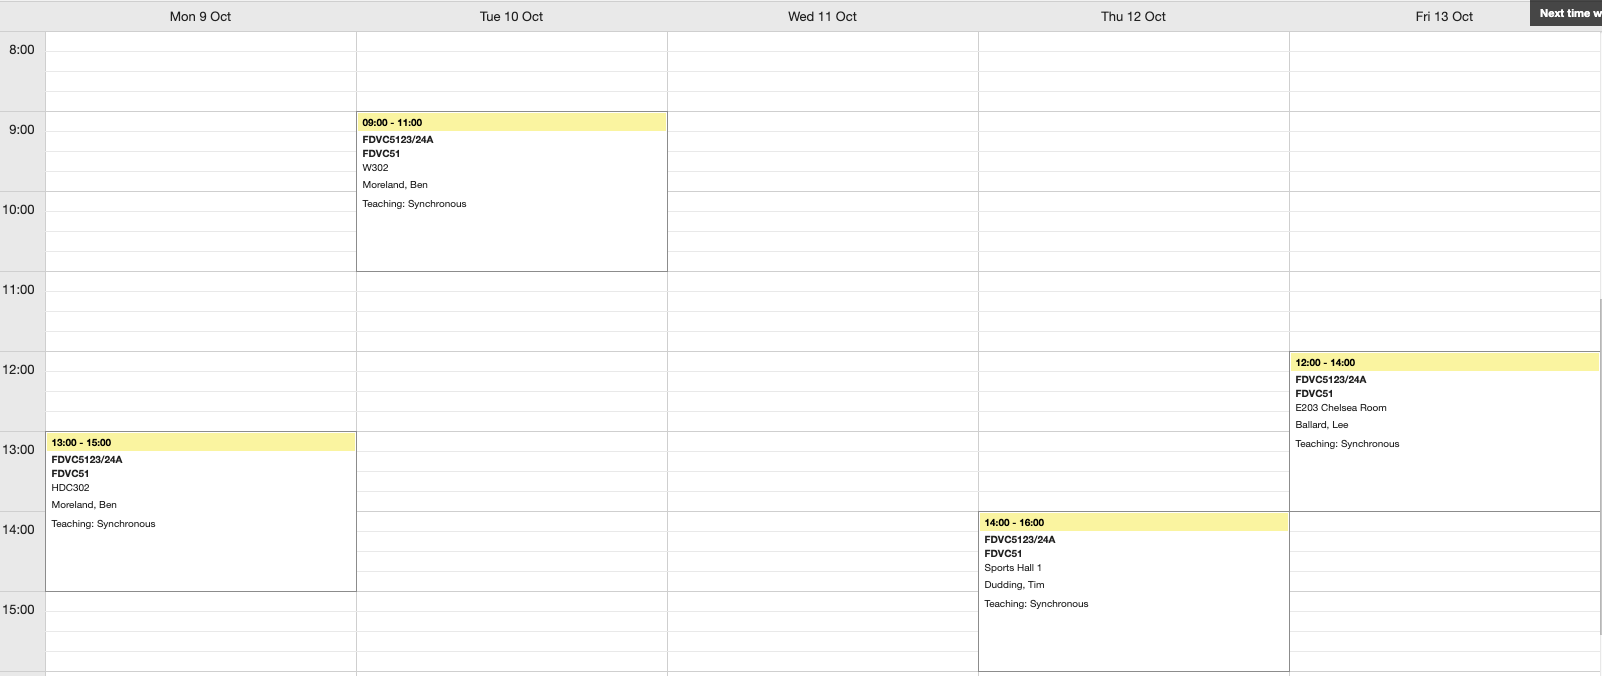 Mon 9 Oct
Tue 10 Oct
Wed 11 Oct
Thu 12 Oct
Fri 13 Oct
Next time w
8:00
9:00
10:00
11:00
12:00
13:00
14:00
15:00
13:00 - 15:00
FDVC5123/24A
FDVC51
HDC302
Moreland, Ben
Teaching: Synchronous
09:00 - 11:00
FDVC5123/24A
FDVC51
W302
Moreland, Ben
Teaching: Synchronous
14:00 - 16:00
FDVC5123/24A
FDVC51
Sports Hall 1
Dudding, Tim
Teaching: Synchronous
12:00 - 14:00
FDVC5123/24A
FDVC51
E203 Chelsea Room
Ballard, Lee
Teaching: Synchronous